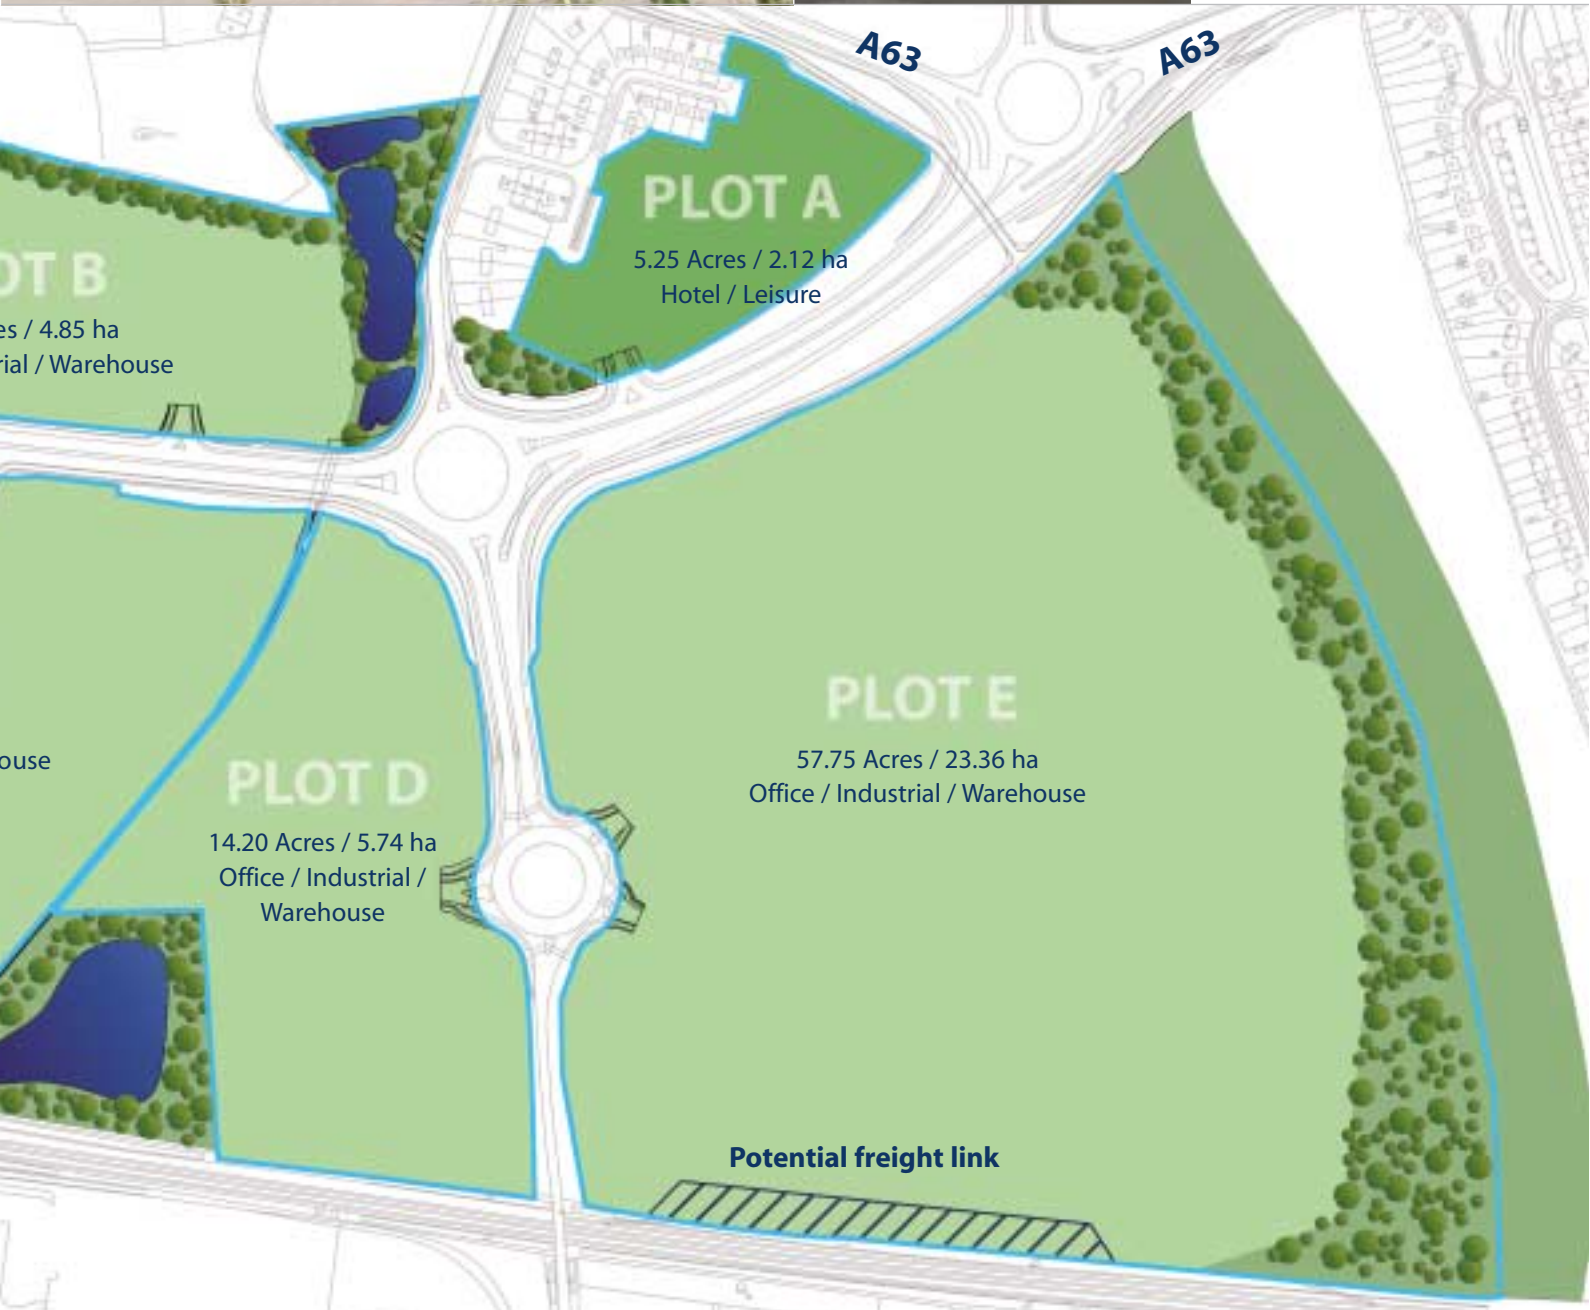 A63
A63
PLOT A
5.25 Acres / 2.12 ha
Hotel / Leisure
OT B
es / 4.85 ha
rial / Warehouse
PLOT E
57.75 Acres / 23.36 ha
Office / Industrial / Warehouse
ouse
PLOT D
14.20 Acres / 5.74 ha
Office / Industrial /
Warehouse
Potential freight link